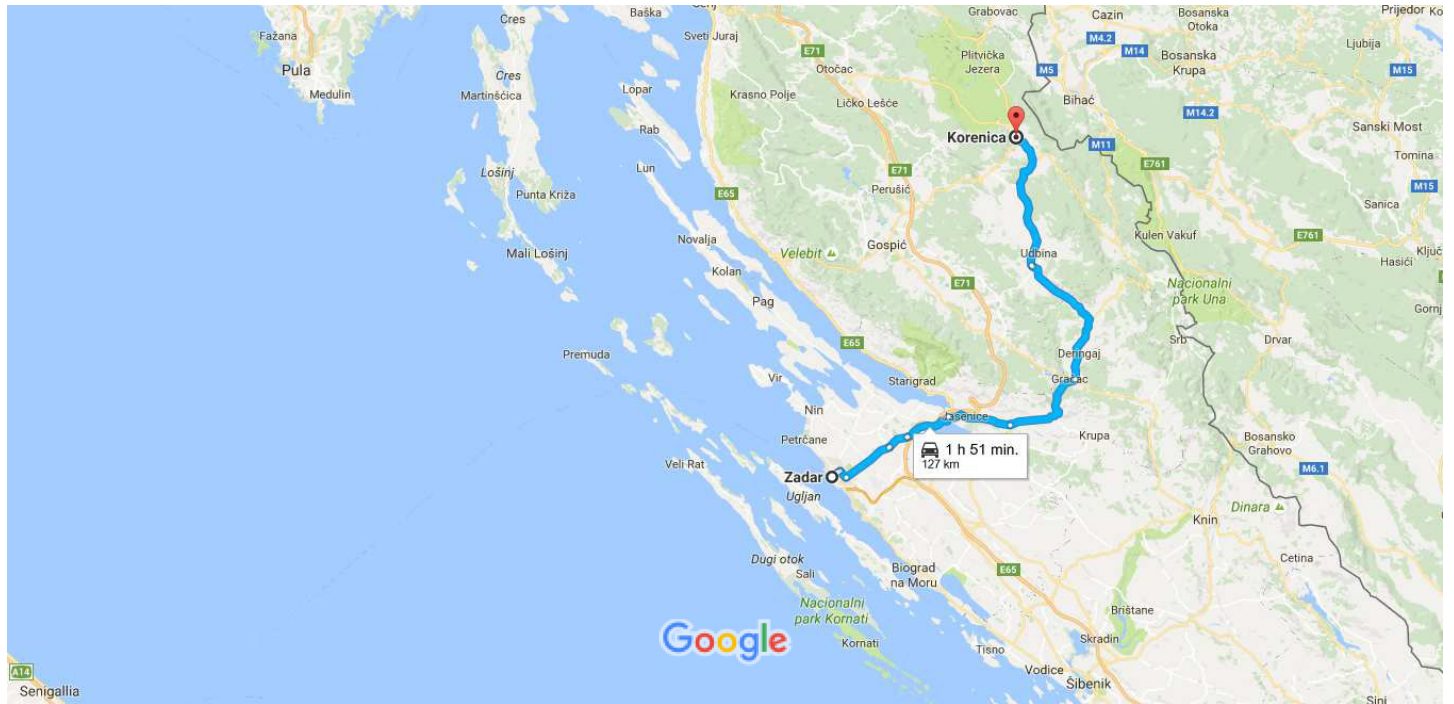 Cres
Baška
Grabovac
Cazin
Bosanska
Otoka
Prijedor
Fažana
Sveti Juraj
E71
M4.2
M14
Ljubija
Pula
Otočac
Plitvička
Jezera
Bosanska
Krupa
M5
M15
Cres
Medulin
Martinšćica
Lopar
Krasno Polje
Ličko Lešće
Bihać
M14.2
Rab
Korenica
Sanski Most
M11
Tomina
Lun
E71
E761
Lošinj
Punta Križa
E65
Perušić
M15
Sanica
Novalja
Gospić
Kulen Vakuf
E761
Mali Lošinj
Velebit
Udbina
Ključ
Hasići
Kolan
E71
Nacionalni
park Una
Pag
Gornj
E65
Srb
Drvar
Premuda
Deringaj
Vir
Starigrad
Gračac
Nin
Jasenice
Petrčane
Krupa
Bosansko
Grahovo
1 h 51 min.
127 km
Veli Rat
M6.1
Zadar
Ugljan
Dinara
Knin
Dugi otok
Cetina
Sali
Biograd
na Moru
E65
Nacionalni
park Kornati
Brištane
Google
Kornati
Skradin
Tisno
A14
Vodice
Senigallia
Šibenik
Sinj